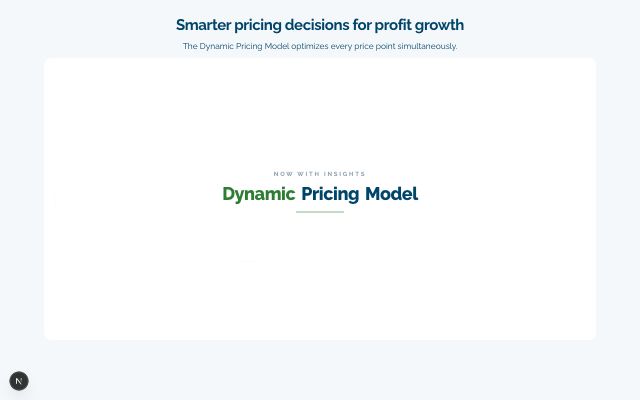 Smarter pricing decisions for profit growth
The Dynamic Pricing Model optimizes every price point simultaneously.
NOW WITH INSIGHTS
Dynamic Pricing Model
N